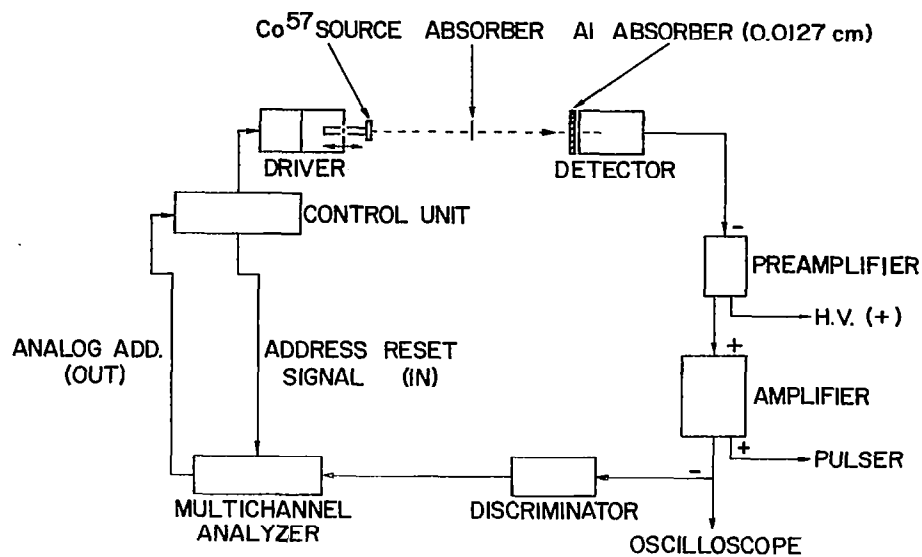 Co57 SOURCE ABSORBER Al ABSORBER (0.0127 cm)
DRIVER
DETECTOR
CONTROL UNIT
-
PREAMPLIFIER
H.V. (+)
ANALOG ADD.
(OUT)
ADDRESS RESET
SIGNAL (IN)
+
AMPLIFIER
+
PULSER
-
MULTICHANNEL
ANALYZER
DISCRIMINATOR
OSCILLOSCOPE